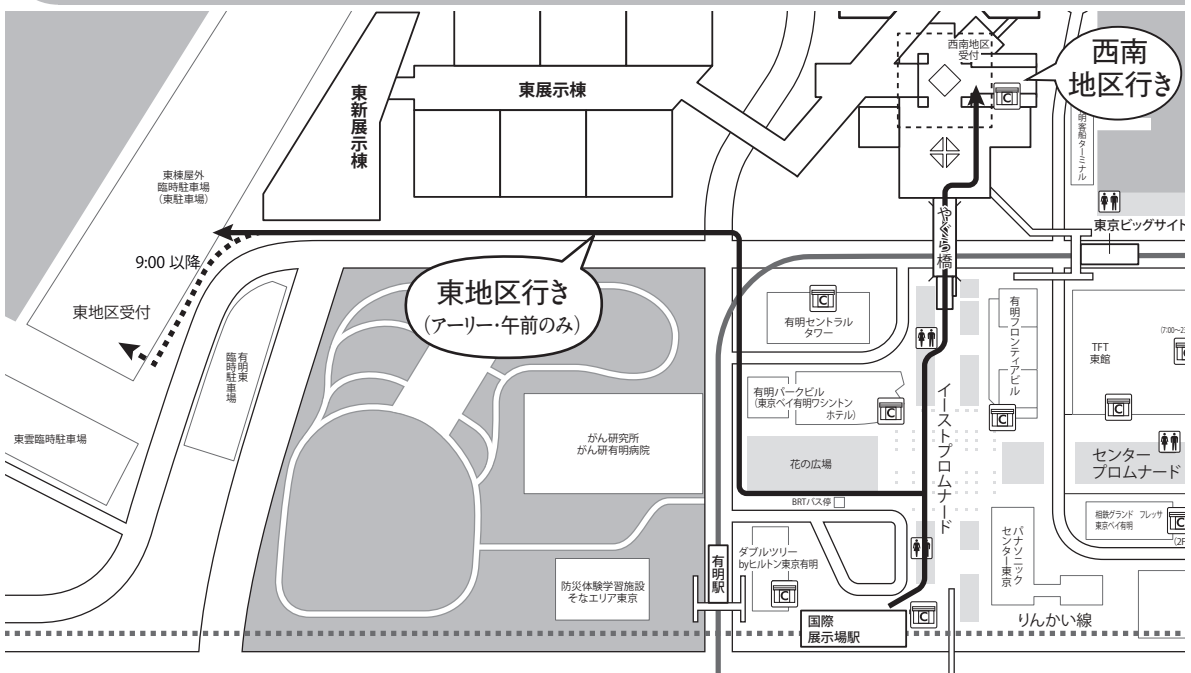 西南地区
受付
西南
地区行き
C
東展示棟
東新展示棟
明客船ターミナル
東棟屋外
臨時駐車場
(東駐車場)
東京ビッグサイト
やぐら橋
9:00 以降
東地区受付
東地区行き
(アーリー・午前のみ)
C
有明セントラル
タワー
有明フロンティアビル
(7:00〜23
TFT
東館
有明東
臨時駐車場
有明パークビル
(東京ベイ有明ワシントン
ホテル)
C
C
C
イーストプロムナード
東雲臨時駐車場
がん研究所
がん研有明病院
花の広場
センター
プロムナード
BRTバス停
相鉄グランド フレッサ
東京ベイ有明
C
(2F
パナソニック
センター東京
有明駅
ダブルツリー
byヒルトン東京有明
C
防災体験学習施設
そなエリア東京
国際
展示場駅
C
りんかい線